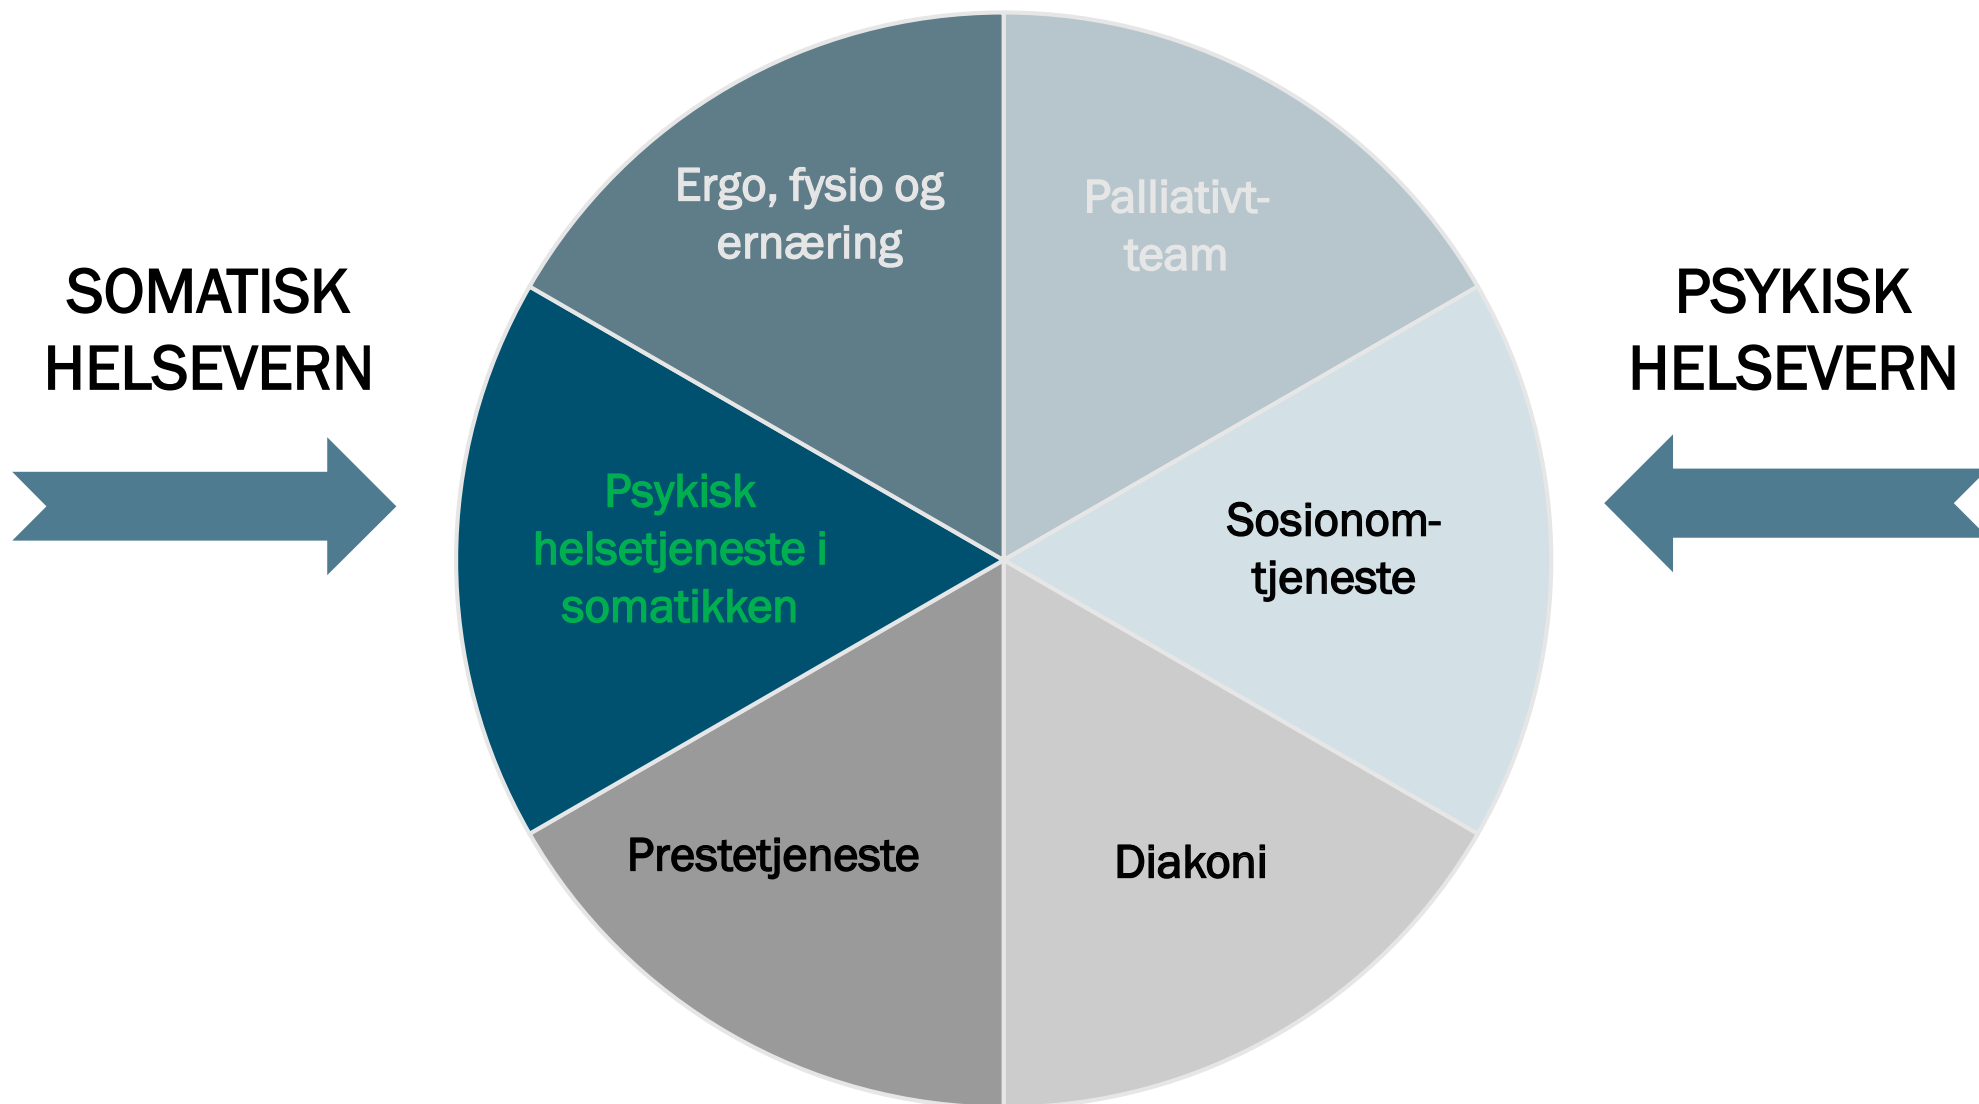 SOMATISK
HELSEVERN
Ergo, fysio og
ernæring
Palliativt-
team
PSYKISK
HELSEVERN
Psykisk
helsetjeneste i
somatikken
Sosionom-
tjeneste
Prestetjeneste
Diakoni